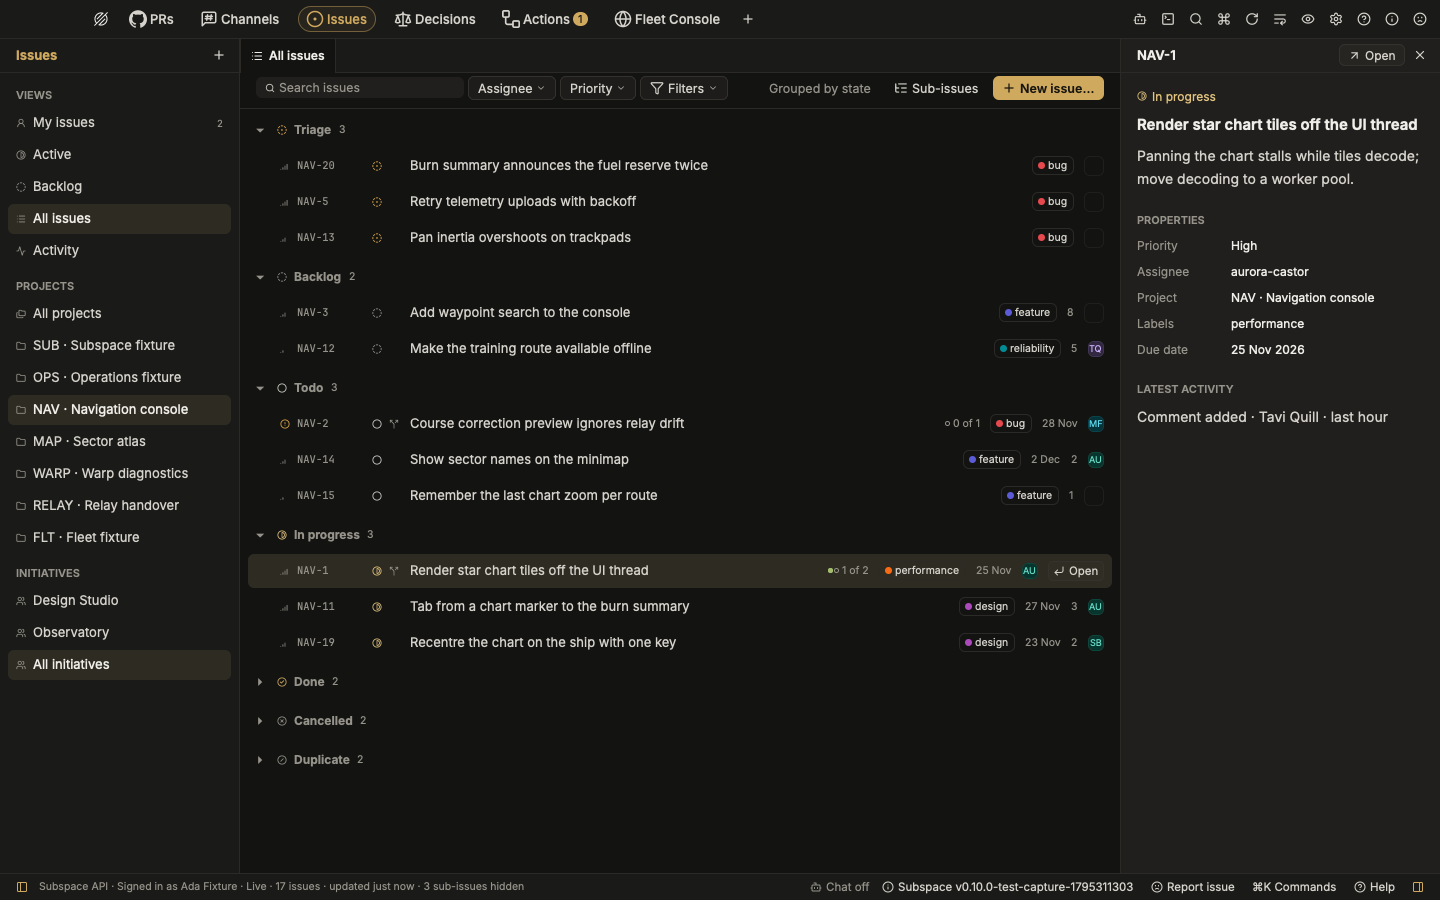 PRs
Channels
Issues
Decisions
Actions 1
Fleet Console
Issues
VIEWS
My issues 2
Active
Backlog
All issues
Activity
PROJECTS
All projects
SUB · Subspace fixture
OPS · Operations fixture
NAV · Navigation console
MAP · Sector atlas
WARP · Warp diagnostics
RELAY · Relay handover
FLT · Fleet fixture
INITIATIVES
Design Studio
Observatory
All initiatives
All issues
Search issues
Assignee
Priority
Filters
Grouped by state
Sub-issues
New issue...
Triage 3
NAV-20 Burn summary announces the fuel reserve twice bug
NAV-5 Retry telemetry uploads with backoff bug
NAV-13 Pan inertia overshoots on trackpads bug
Backlog 2
NAV-3 Add waypoint search to the console feature 8
NAV-12 Make the training route available offline reliability 5 TQ
Todo 3
NAV-2 Course correction preview ignores relay drift 0 of 1 bug 28 Nov MF
NAV-14 Show sector names on the minimap feature 2 Dec 2 AU
NAV-15 Remember the last chart zoom per route feature 1
In progress 3
NAV-1 Render star chart tiles off the UI thread 1 of 2 performance 25 Nov AU Open
NAV-11 Tab from a chart marker to the burn summary design 27 Nov 3 AU
NAV-19 Recentre the chart on the ship with one key design 23 Nov 2 SB
Done 2
Cancelled 2
Duplicate 2
NAV-1
Open
In progress
Render star chart tiles off the UI thread
Panning the chart stalls while tiles decode;
move decoding to a worker pool.
PROPERTIES
Priority High
Assignee aurora-castor
Project NAV · Navigation console
Labels performance
Due date 25 Nov 2026
LATEST ACTIVITY
Comment added · Tavi Quill · last hour
Subspace API · Signed in as Ada Fixture · Live · 17 issues · updated just now · 3 sub-issues hidden
Chat off
Subspace v0.10.0-test-capture-1795311303
Report issue
⌘K Commands
Help